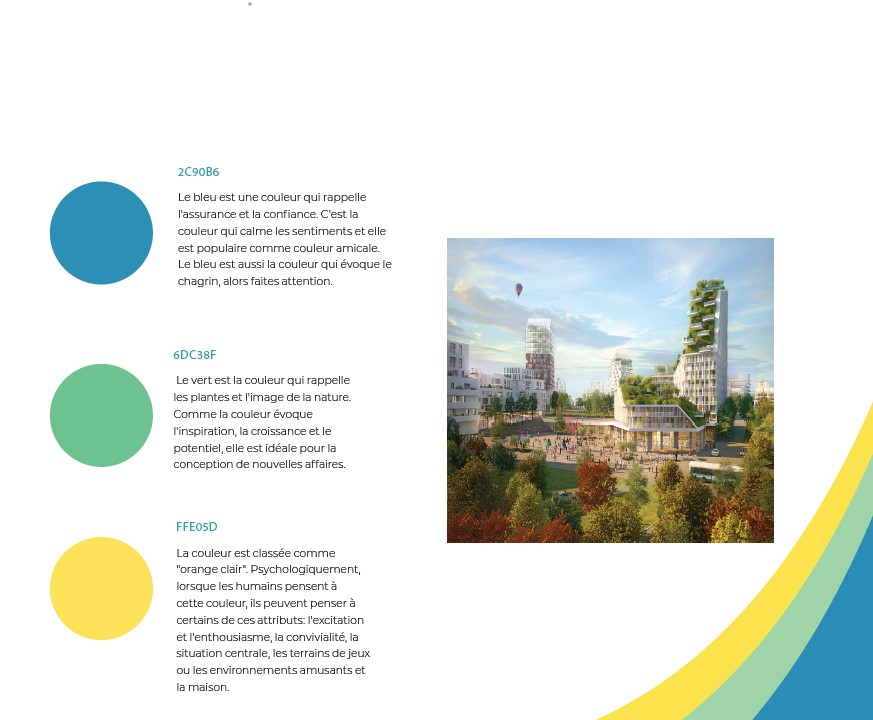 2C90B6
Le bleu est une couleur qui rappelle
l'assurance et la confiance. C'est la
couleur qui calme les sentiments et elle
est populaire comme couleur amicale.
Le bleu est aussi la couleur qui évoque le
chagrin, alors faites attention.
6DC38F
Le vert est la couleur qui rappelle
les plantes et l'image de la nature.
Comme la couleur évoque
l'inspiration, la croissance et le
potentiel, elle est idéale pour la
conception de nouvelles affaires.
FFE05D
La couleur est classée comme
"orange clair". Psychologiquement,
lorsque les humains pensent à
cette couleur, ils peuvent penser à
certains de ces attributs: l'excitation
et l'enthousiasme, la convivialité, la
situation centrale, les terrains de jeux
ou les environnements amusants et
la maison.